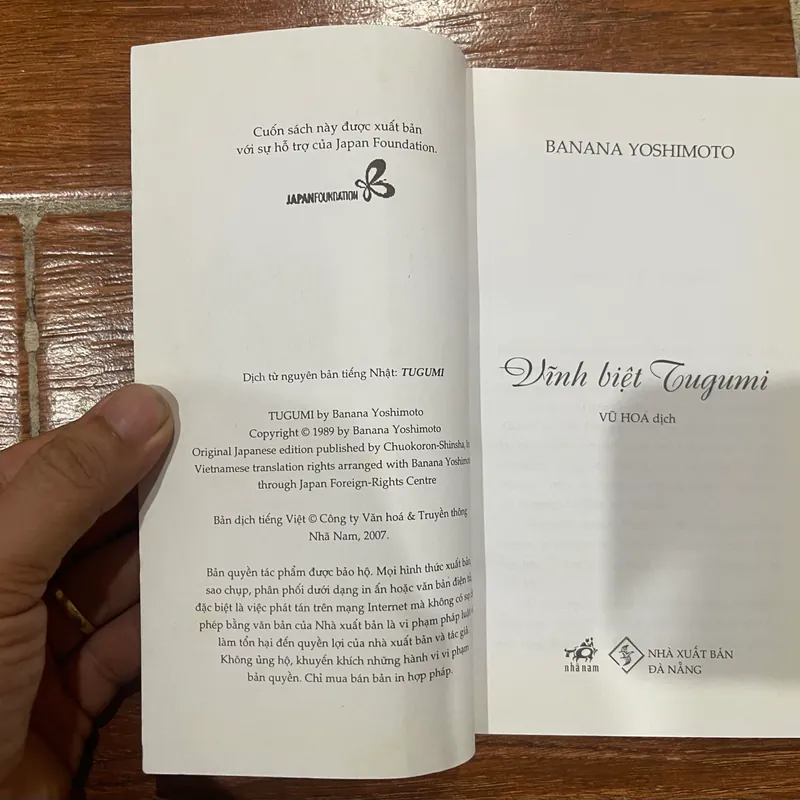 Cuốn sách này được xuất bản
với sự hỗ trợ của Japan Foundation.
JAPANFOUNDATION
Dịch từ nguyên bản tiếng Nhật: TUGUMI
TUGUMI by Banana Yoshimoto
Copyright © 1989 by Banana Yoshimoto
Original Japanese edition published by Chuokoron-Shinsha,
Vietnamese translation rights arranged with Banana
through Japan Foreign-Rights Centre
Bản dịch tiếng Việt © Công ty Văn hoá & Truyền thông
Nhã Nam, 2007.
Bản quyền tác phẩm được bảo hộ. Mọi hình thức xuất bản,
sao chụp, phân phối dưới dạng in ấn hoặc văn bản điện
đặc biệt là việc phát tán trên mạng Internet mà không có
phép bằng văn bản của Nhà xuất bản là vi phạm pháp luật
làm tổn hại đến quyền lợi của nhà xuất bản và tác giả.
Không ủng hộ, khuyến khích những hành vi vi phạm
bản quyền. Chỉ mua bán bản in hợp pháp.
BANANA YOSHIMOTO
Vĩnh biệt Tugumi
VŨ HOA dịch
nhã nam
NHÀ XUẤT BẢN
ĐÀ NẴNG